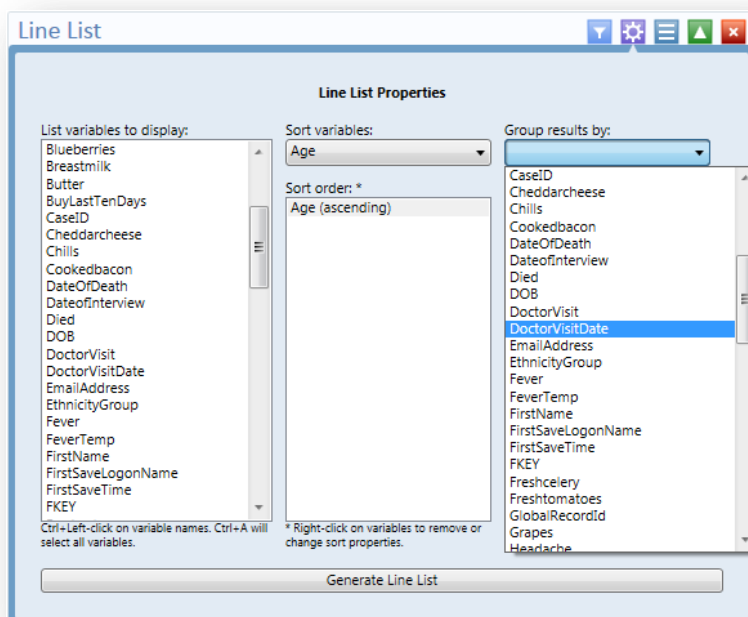 Line List
Line List Properties
List variables to display:
Blueberries
Breastmilk
Butter
BuyLastTenDays
CaseID
Cheddarcheese
Chills
Cookedbacon
DateOfDeath
DateofInterview
Died
DOB
DoctorVisit
DoctorVisitDate
EmailAddress
EthnicityGroup
Fever
FeverTemp
FirstName
FirstSaveLogonName
FirstSaveTime
FKEY
Ctrl+Left-click on variable names. Ctrl+A will
select all variables.
Sort variables:
Age
Sort order: *
Age (ascending)
* Right-click on variables to remove or
change sort properties.
Group results by:
CaseID
Cheddarcheese
Chills
Cookedbacon
DateOfDeath
DateofInterview
Died
DOB
DoctorVisit
DoctorVisitDate
EmailAddress
EthnicityGroup
Fever
FeverTemp
FirstName
FirstSaveLogonName
FirstSaveTime
FKEY
Freshcelery
Freshtomatoes
GlobalRecordId
Grapes
Headache
Generate Line List